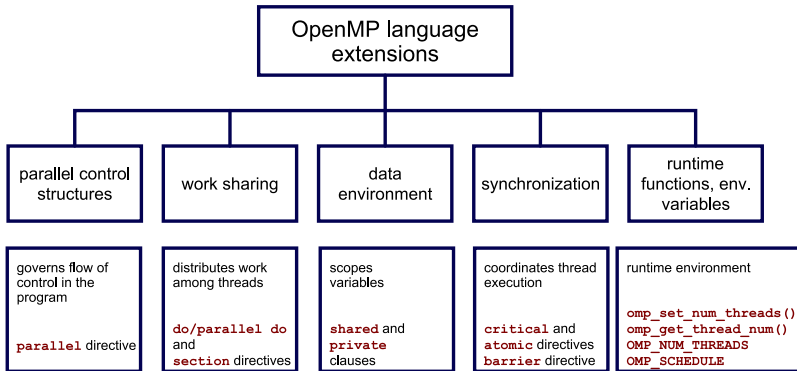 OpenMP language
extensions
parallel control
structures
work sharing
data
environment
synchronization
runtime
functions, env.
variables
governs flow of
control in the
program
parallel directive
distributes work
among threads
do/parallel do
and
section directives
scopes
variables
shared and
private
clauses
coordinates thread
execution
critical and
atomic directives
barrier directive
runtime environment
omp_set_num_threads()
omp_get_thread_num()
OMP_NUM_THREADS
OMP_SCHEDULE